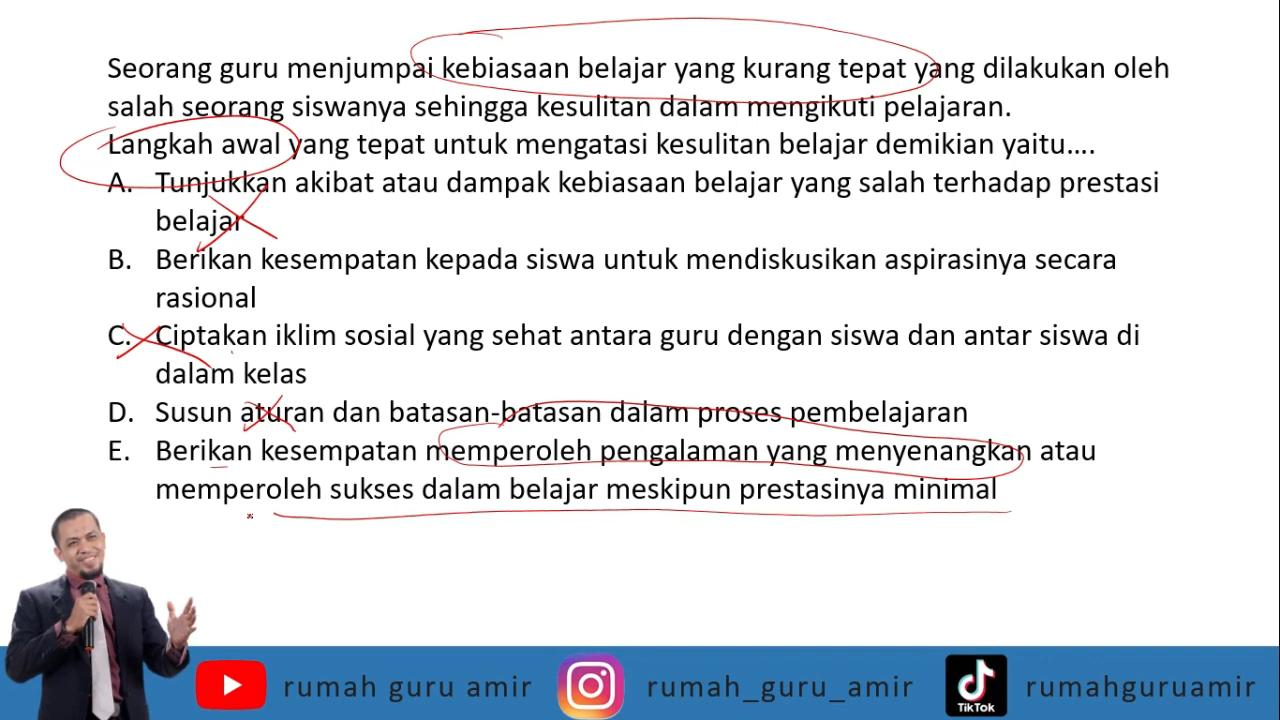 Seorang guru menjumpai kebiasaan belajar yang kurang tepat yang dilakukan oleh
salah seorang siswanya sehingga kesulitan dalam mengikuti pelajaran.
Langkah awal yang tepat untuk mengatasi kesulitan belajar demikian yaitu....
A. Tunjukkan akibat atau dampak kebiasaan belajar yang salah terhadap prestasi
belajar
B. Berikan kesempatan kepada siswa untuk mendiskusikan aspirasinya secara
rasional
C. Ciptakan iklim sosial yang sehat antara guru dengan siswa dan antar siswa di
dalam kelas
D. Susun aturan dan batasan-batasan dalam proses pembelajaran
E. Berikan kesempatan memperoleh pengalaman yang menyenangkan atau
memperoleh sukses dalam belajar meskipun prestasinya minimal
rumah guru amir rumah_guru_amir TikTok rumahguruamir